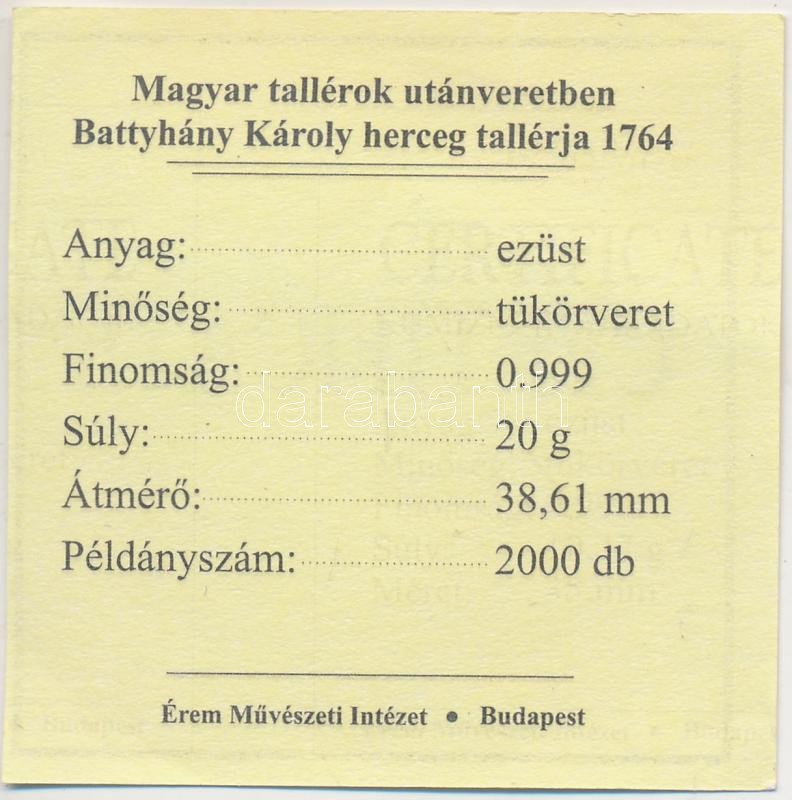 Magyar tallérok utánveretben
Battyhány Károly herceg tallérja 1764
Anyag: ezüst
Minőség: tükörveret
Finomság: 0.999
darabanth
Súly: 20 g
Átmérő: 38,61 mm
Példányszám: 2000 db
Érem Művészeti Intézet • Budapest